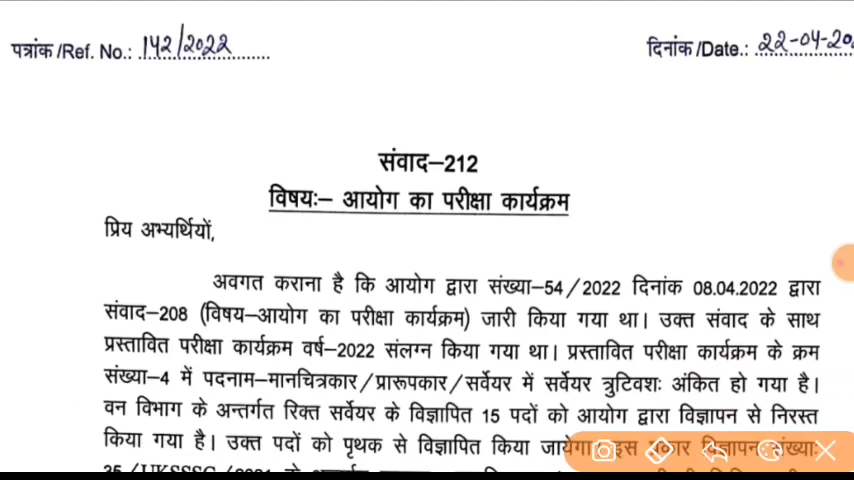 पत्रांक /Ref. No.: 142/2022
दिनांक /Date.: 22-04-20
संवाद–212
विषयः– आयोग का परीक्षा कार्यक्रम
प्रिय अभ्यर्थियों,
अवगत कराना है कि आयोग द्वारा संख्या–54/2022 दिनांक 08.04.2022 द्वारा
संवाद–208 (विषय–आयोग का परीक्षा कार्यक्रम) जारी किया गया था। उक्त संवाद के साथ
प्रस्तावित परीक्षा कार्यक्रम वर्ष–2022 संलग्न किया गया था। प्रस्तावित परीक्षा कार्यक्रम के क्रम
संख्या–4 में पदनाम–मानचित्रकार/प्रारूपकार/सर्वेयर में सर्वेयर त्रुटिवशः अंकित हो गया है।
वन विभाग के अन्तर्गत रिक्त सर्वेयर के विज्ञापित 15 पदों को आयोग द्वारा विज्ञापन से निरस्त
किया गया है। उक्त पदों को पृथक से विज्ञापित किया जायेगा। इस प्रकार विज्ञापन संख्याः